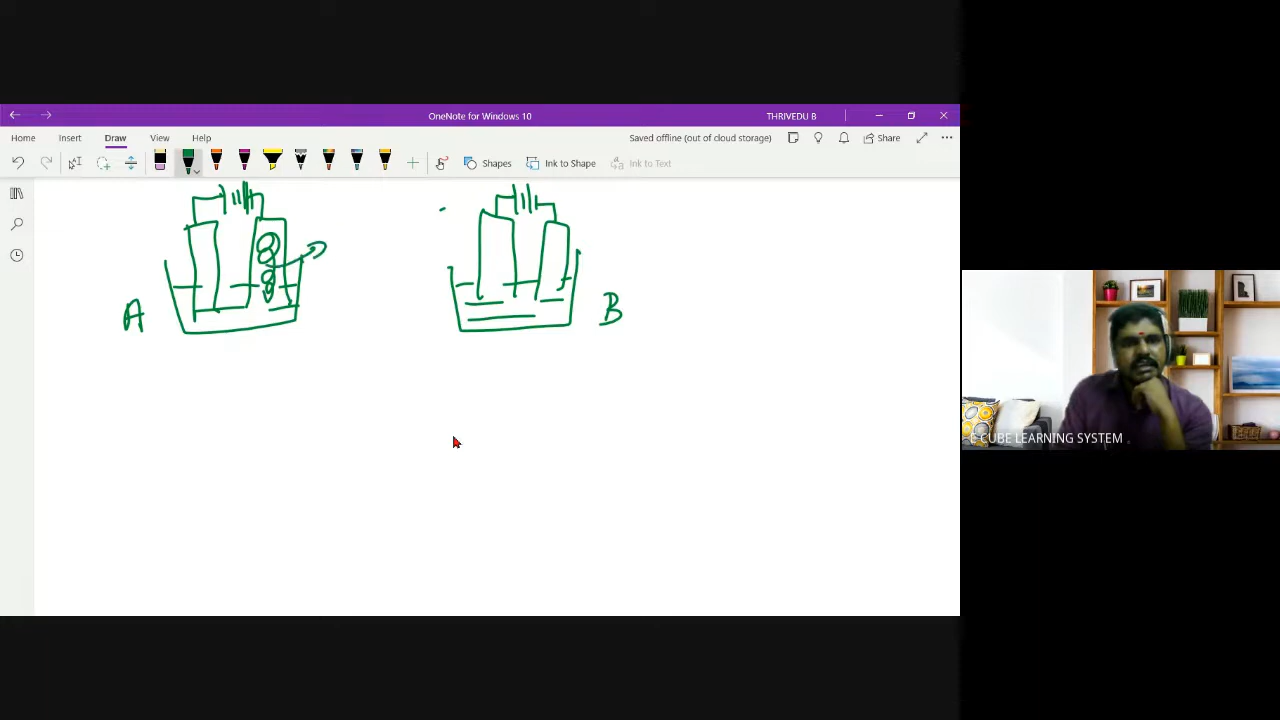 OneNote for Windows 10
THRIVEDU B
Home
Insert
Draw
View
Help
Saved offline (out of cloud storage)
Share
Shapes
Ink to Shape
Ink to Text
A
B
CUBE LEARNING SYSTEM